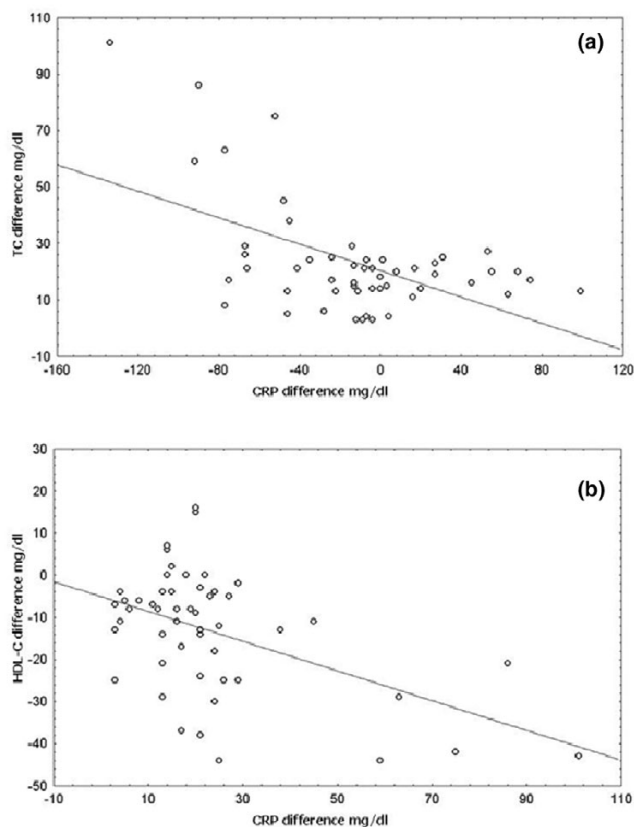 (a)
TC difference mg/dl
110
90
70
50
30
10
-10
-160 -120 -80 -40 0 40 80 120
CRP difference mg/dl
(b)
HDL-C difference mg/dl
30
20
10
0
-10
-20
-30
-40
-50
-10 10 30 50 70 90 110
CRP difference mg/dl